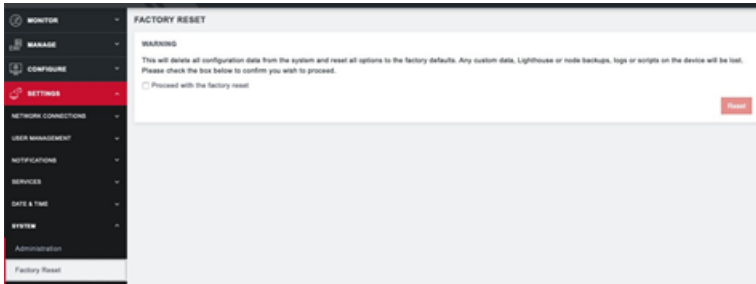 MONITOR
MANAGE
CONFIGURE
SETTINGS
NETWORK CONNECTIONS
USER MANAGEMENT
NOTIFICATIONS
SERVICES
DATE & TIME
SYSTEM
Administration
Factory Reset
FACTORY RESET
WARNING
This will delete all configuration data from the system and reset all options to the factory defaults. Any custom data, Lighthouse or node backups, logs or scripts on the device will be lost.
Please check the box below to confirm you wish to proceed.
Proceed with the factory reset
Reset